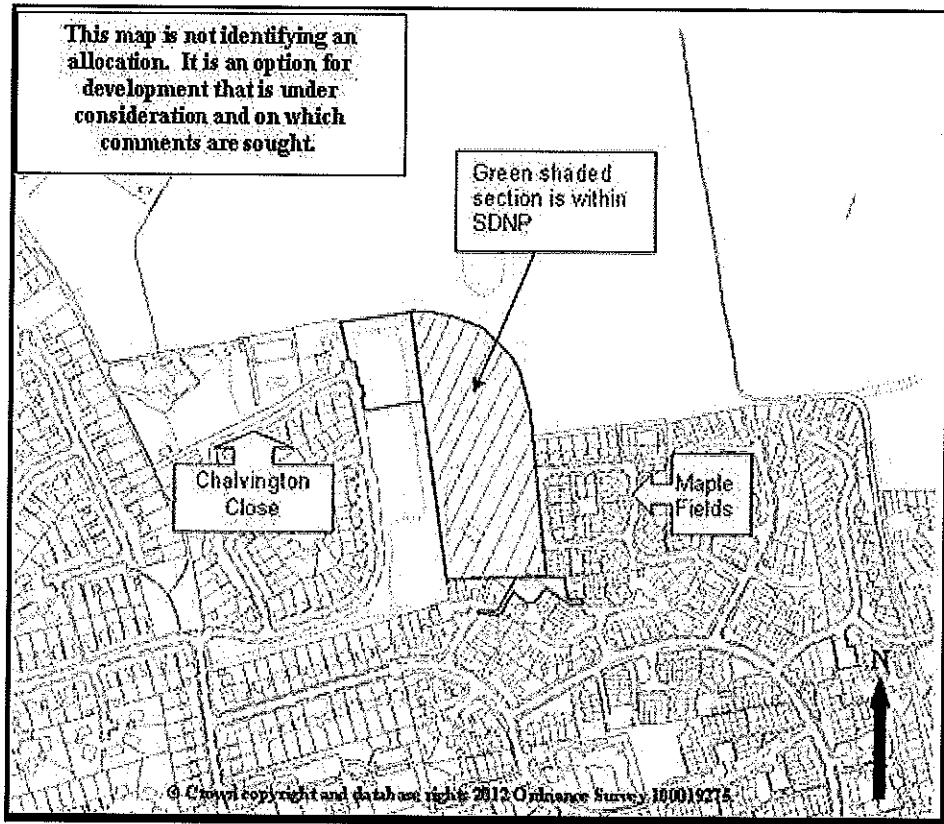 This map is not identifying an
allocation. It is an option for
development that is under
consideration and on which
comments are sought.
Green shaded
section is within
SDNP
Chalvington
Close
Maple
Fields
N
© Crown copyright and database rights 2012 Ordnance Survey 100019275